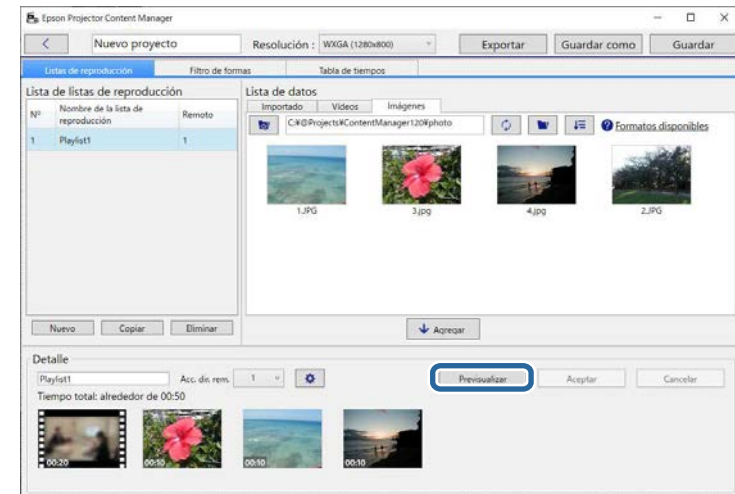 Epson Projector Content Manager
Nuevo proyecto Resolución : WXGA (1280x800) Exportar Guardar como Guardar
Listas de reproducción Filtro de formas Tabla de tiempos
Lista de listas de reproducción
Nº Nombre de la lista de reproducción Remoto
1 Playlist1 1
Nuevo Copiar Eliminar
Lista de datos
Importado Videos Imágenes
C:¥@Projects¥ContentManager120¥photo Formatos disponibles
1.JPG 3.jpg 4.jpg 2.JPG
Agregar
Detalle
Playlist1 Acc. dir. rem. 1 Previsualizar Aceptar Cancelar
Tiempo total: alrededor de 00:50
00:20 00:10 00:10 00:10